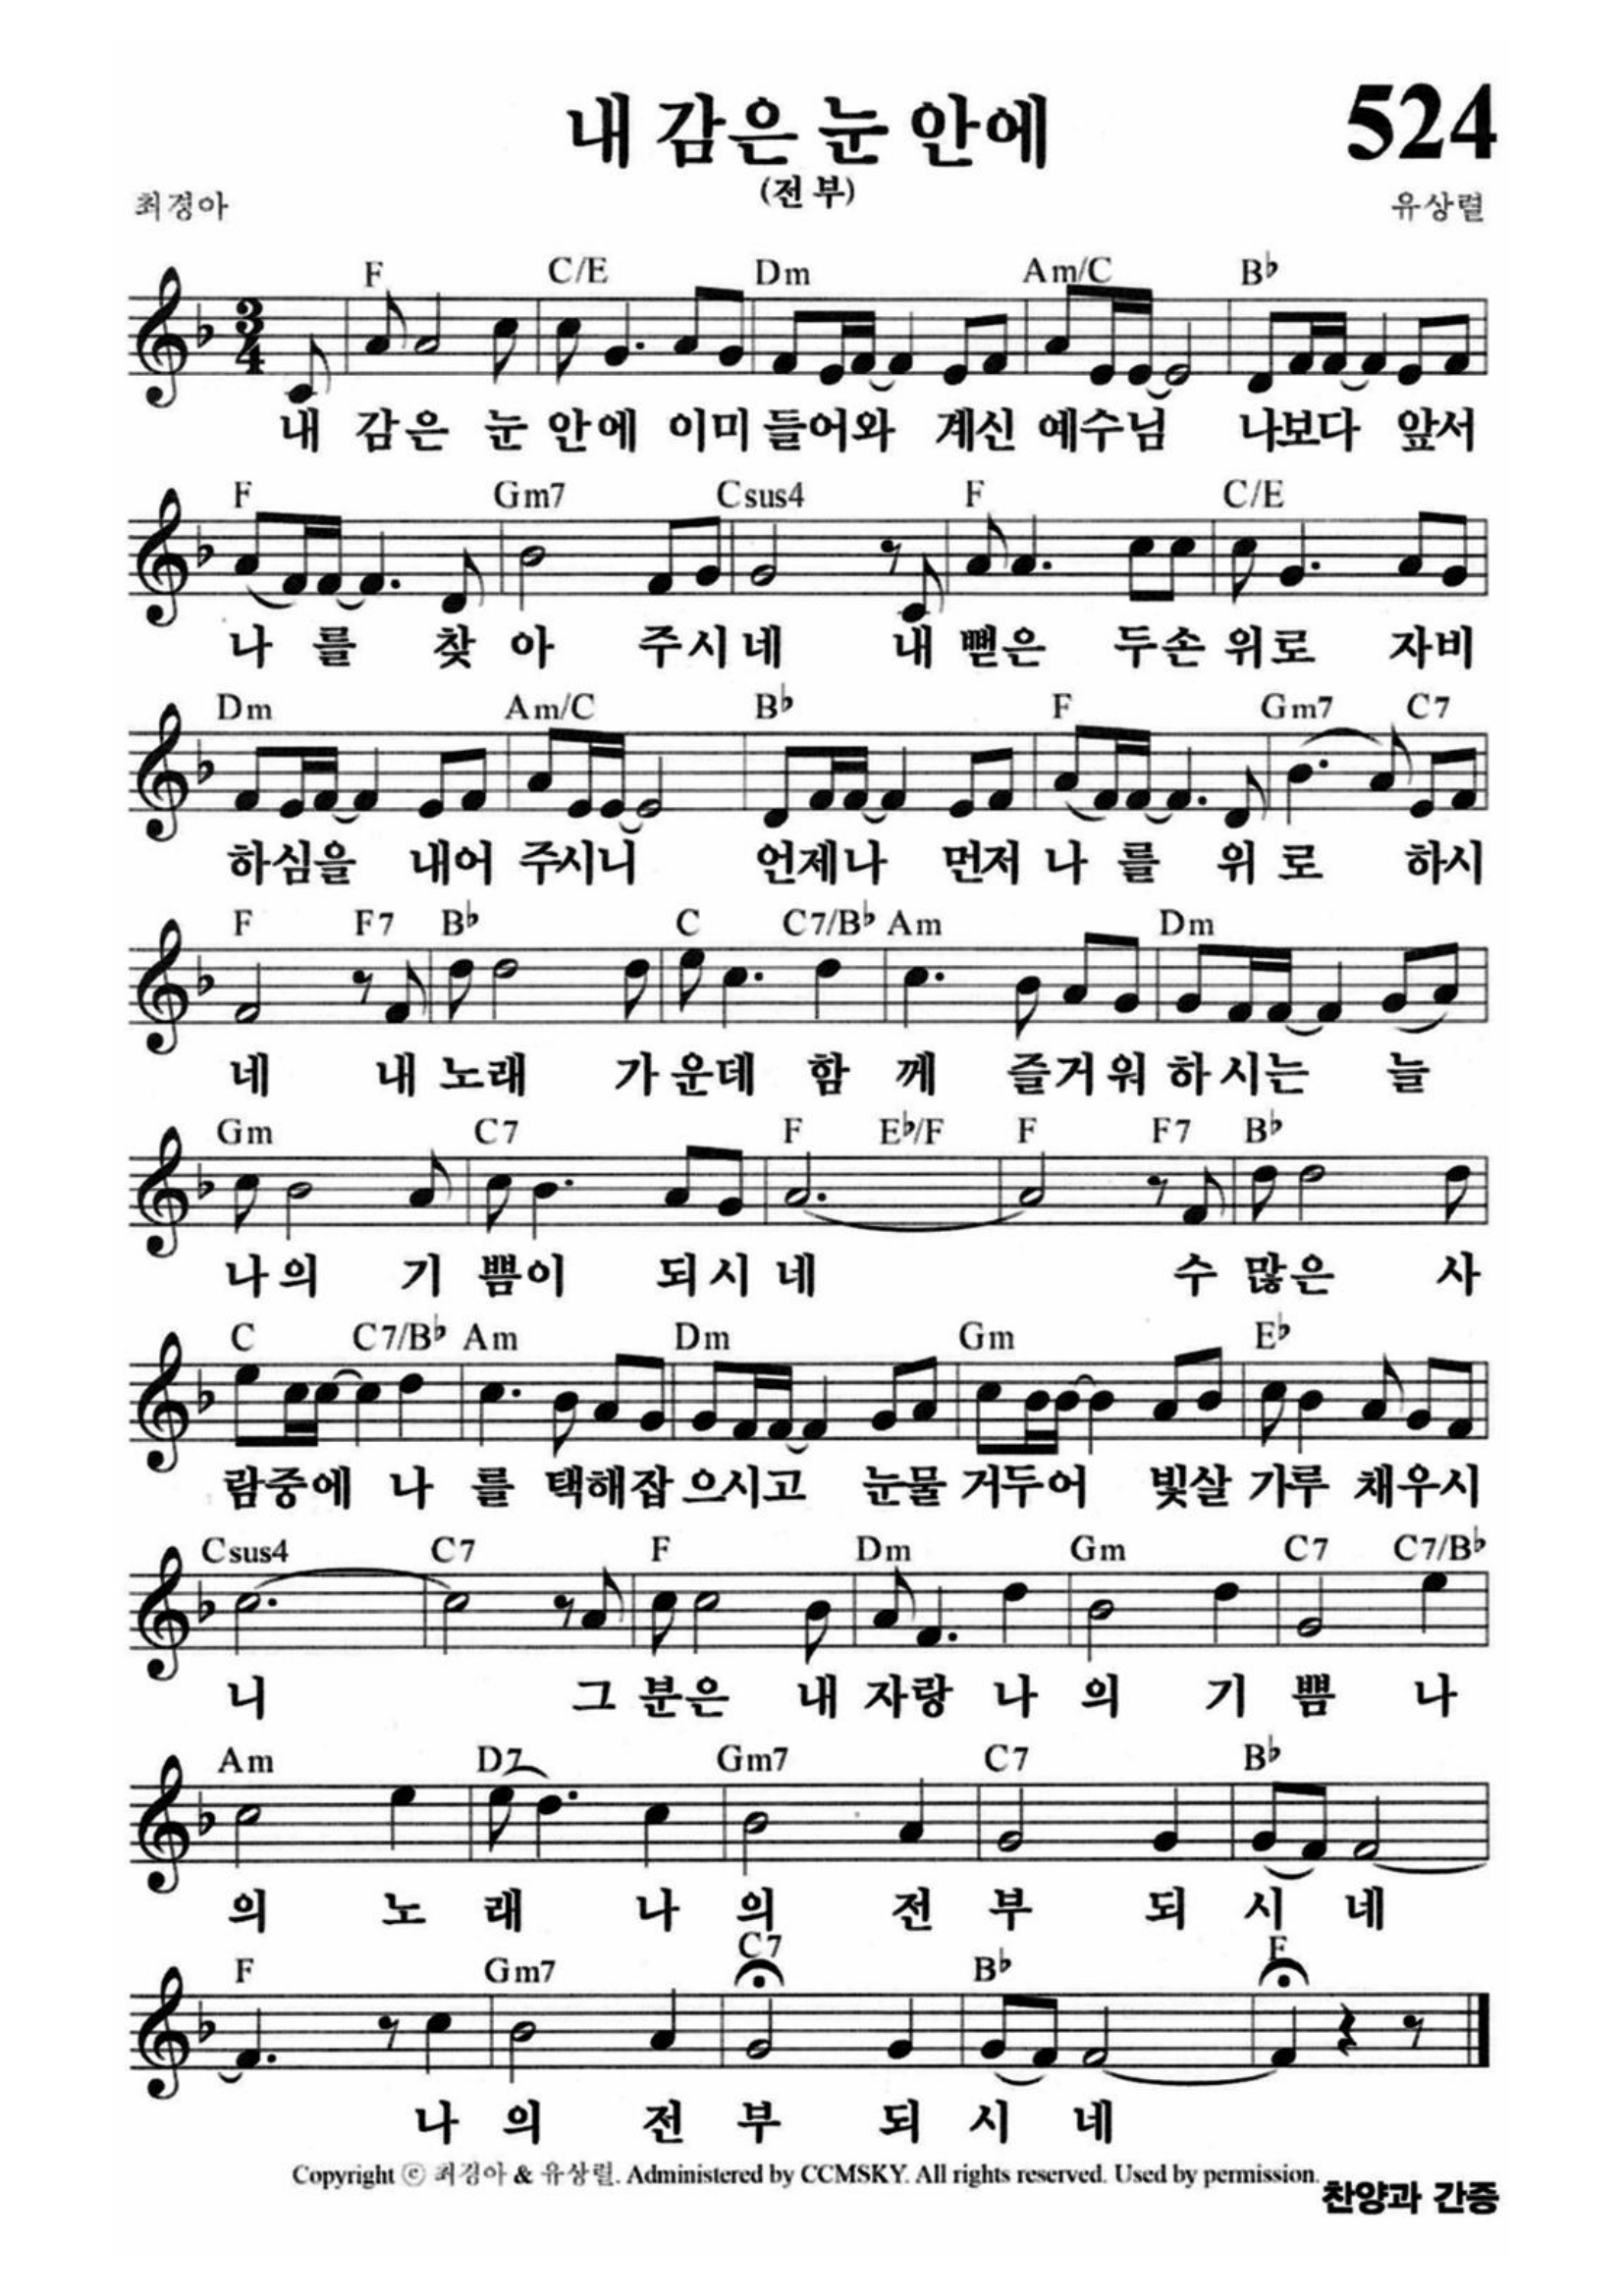 내 감은 눈 안에
524
(전 부)
최경아
유상렬
F C/E Dm Am/C B♭
내 감은 눈 안에 이미 들어와 계신 예수님 나보다 앞서
F Gm7 Csus4 F C/E
나 를 찾 아 주시 네 내 뻗은 두손 위로 자비
Dm Am/C B♭ F Gm7 C7
하심을 내어 주시니 언제나 먼저 나 를 위 로 하시
F F7 B♭ C C7/B♭ Am Dm
네 내 노래 가 운데 함 께 즐거 워 하 시는 늘
Gm C7 F E♭/F F F7 B♭
나의 기 쁨이 되시 네 수 많은 사
C C7/B♭ Am Dm Gm E♭
람중에 나 를 택해잡 으시고 눈물 거두어 빛살 가루 채우시
Csus4 C7 F Dm Gm C7 C7/B♭
니 그 분은 내 자랑 나 의 기 쁨 나
Am D7 Gm7 C7 B♭
의 노 래 나 의 전 부 되 시 네
F Gm7 C7 B♭ F
나 의 전 부 되 시 네
Copyright ⓒ 최경아 & 유상렬. Administered by CCMSKY. All rights reserved. Used by permission.
찬양과 간증